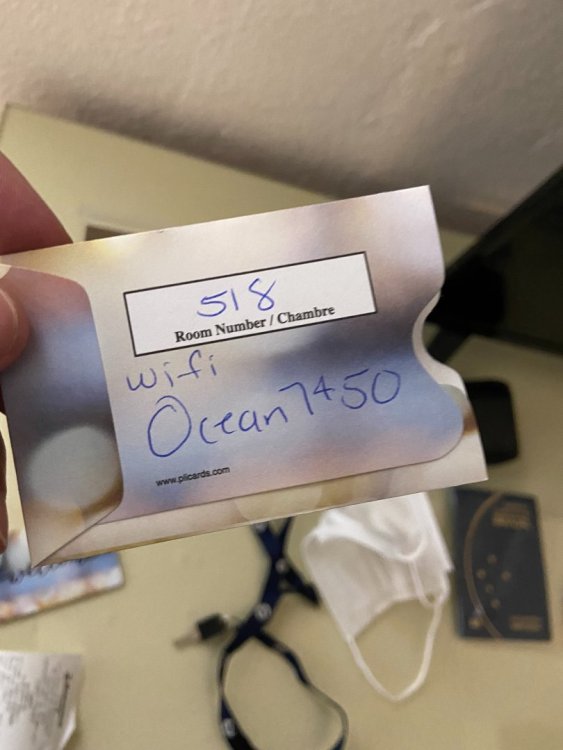 518
Room Number / Chambre
wifi
Ocean7450
www.plicards.com